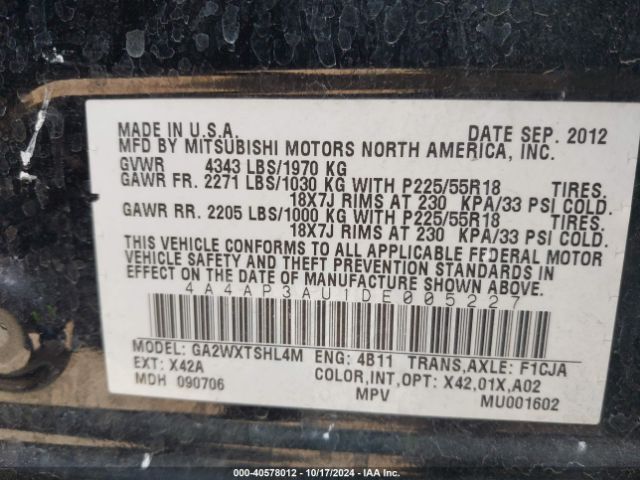 MADE IN U.S.A. DATE SEP. 2012
MFD BY MITSUBISHI MOTORS NORTH AMERICA, INC.
GVWR 4343 LBS/1970 KG
GAWR FR. 2271 LBS/1030 KG WITH P225/55R18 TIRES.
18X7J RIMS AT 230 KPA/33 PSI COLD.
GAWR RR. 2205 LBS/1000 KG WITH P225/55R18 TIRES.
18X7J RIMS AT 230 KPA/33 PSI COLD.
THIS VEHICLE CONFORMS TO ALL APPLICABLE FEDERAL MOTOR
VEHICLE SAFETY AND THEFT PREVENTION STANDARDS IN
EFFECT ON THE DATE OF MANUFACTURE SHOWN ABOVE.
4A4AP3AU1DE005227
MODEL: GA2WXTSHL4M ENG: 4B11 TRANS,AXLE: F1CJA
EXT: X42A COLOR,INT,OPT: X42,01X,A02
MDH 090706 MPV MU001602
000-40578012 - 10/17/2024 - IAA Inc.